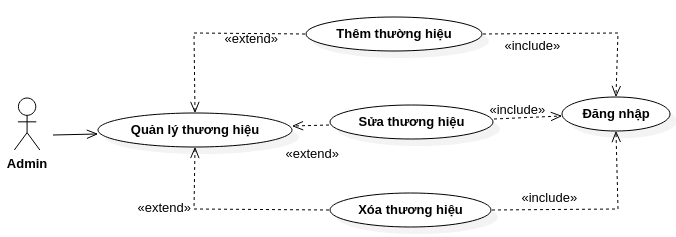 Thêm thường hiệu
«extend»
«include»
Quản lý thương hiệu
Sửa thương hiệu
«include»
Đăng nhập
Admin
«extend»
«extend»
Xóa thương hiệu
«include»